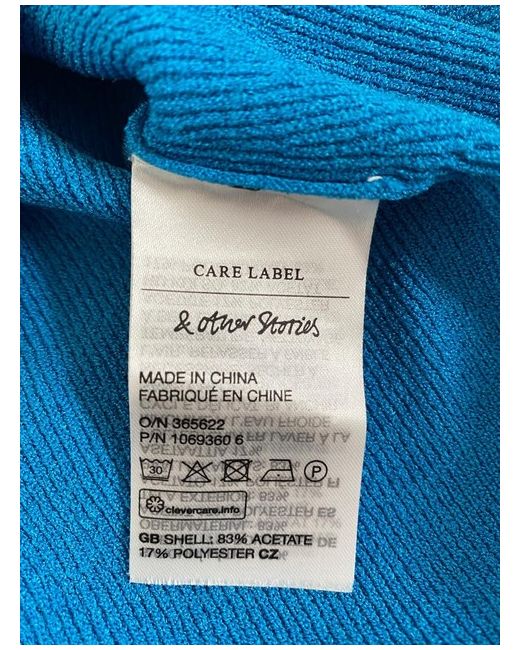 CARE LABEL
& Other Stories
MADE IN CHINA
FABRIQUÉ EN CHINE
O/N 365622
P/N 1069360 6
30 P
clevercare.info
GB SHELL: 83% ACETATE
17% POLYESTER CZ